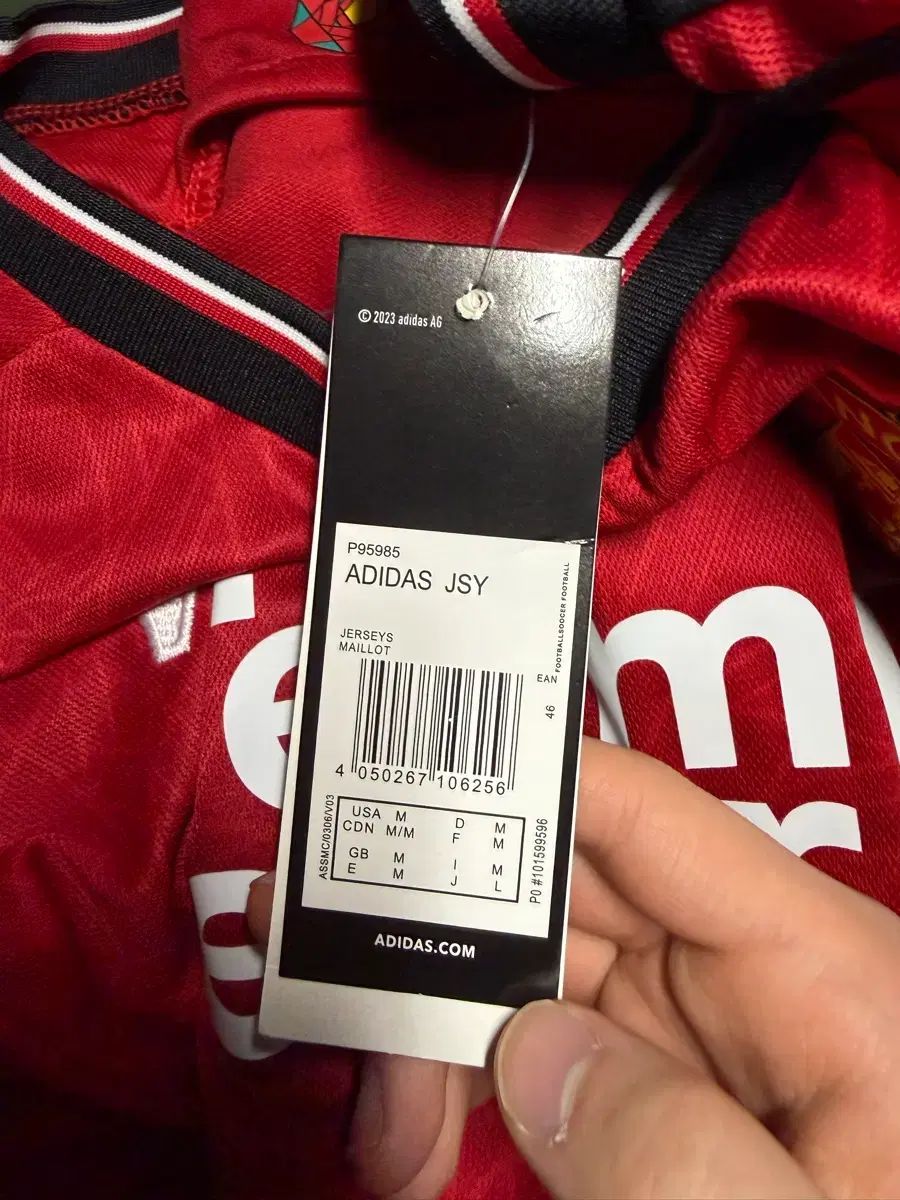 © 2023 adidas AG
P95985
ADIDAS JSY
FOOTBALLSOCCER FOOTBALL
JERSEYS
MAILLOT
EAN
46
4 050267 106256
ASSMC/0306/V03
USA M D M
CDN M/M F M
GB M I M
E M J L
PO #101599596
ADIDAS.COM